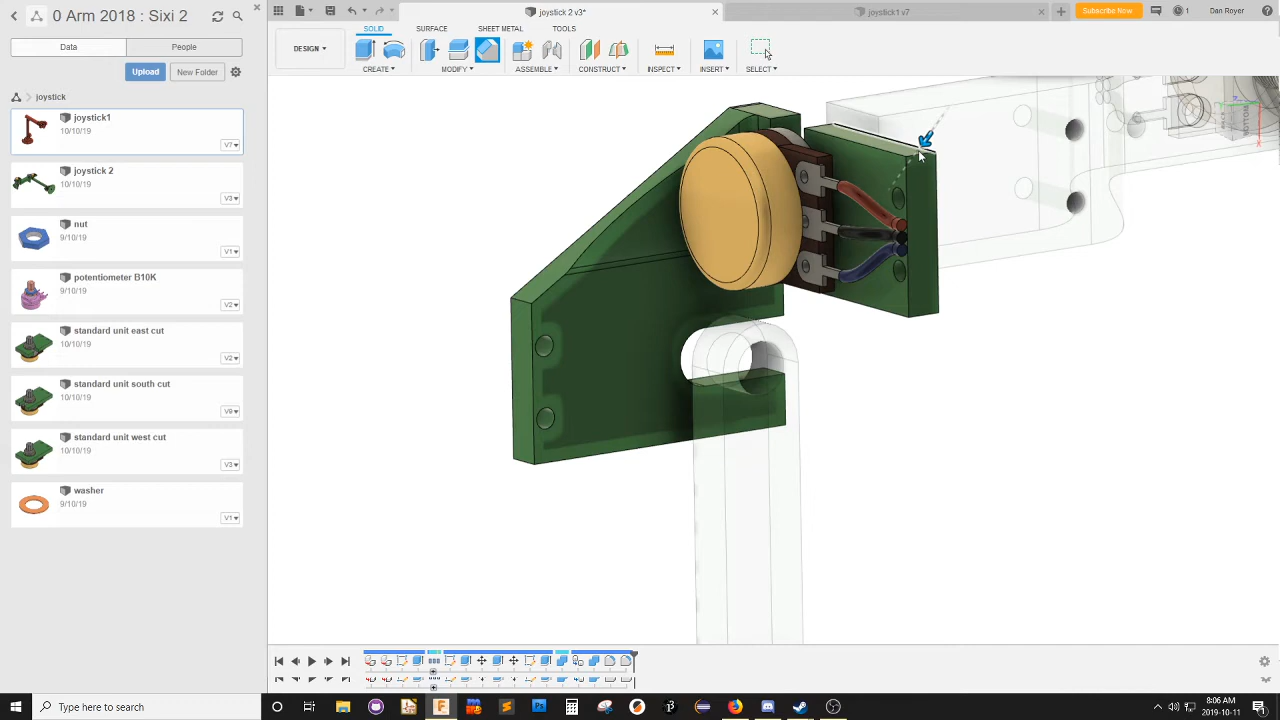 0 Arm 2018 : Sixi 2
joystick 2 v3*
joystick1 v7
Subscribe Now
1
Dan Royer
Data
People
Upload
New Folder
joystick
joystick1
10/10/19
V7
joystick 2
10/10/19
V3
nut
9/10/19
V1
potentiometer B10K
9/10/19
V2
standard unit east cut
10/10/19
V2
standard unit south cut
10/10/19
V9
standard unit west cut
10/10/19
V3
washer
9/10/19
V1
DESIGN
SOLID
SURFACE
SHEET METAL
TOOLS
CREATE
MODIFY
ASSEMBLE
CONSTRUCT
INSPECT
INSERT
SELECT
BOTTOM
Type here to search
8:06 AM
2019-10-11